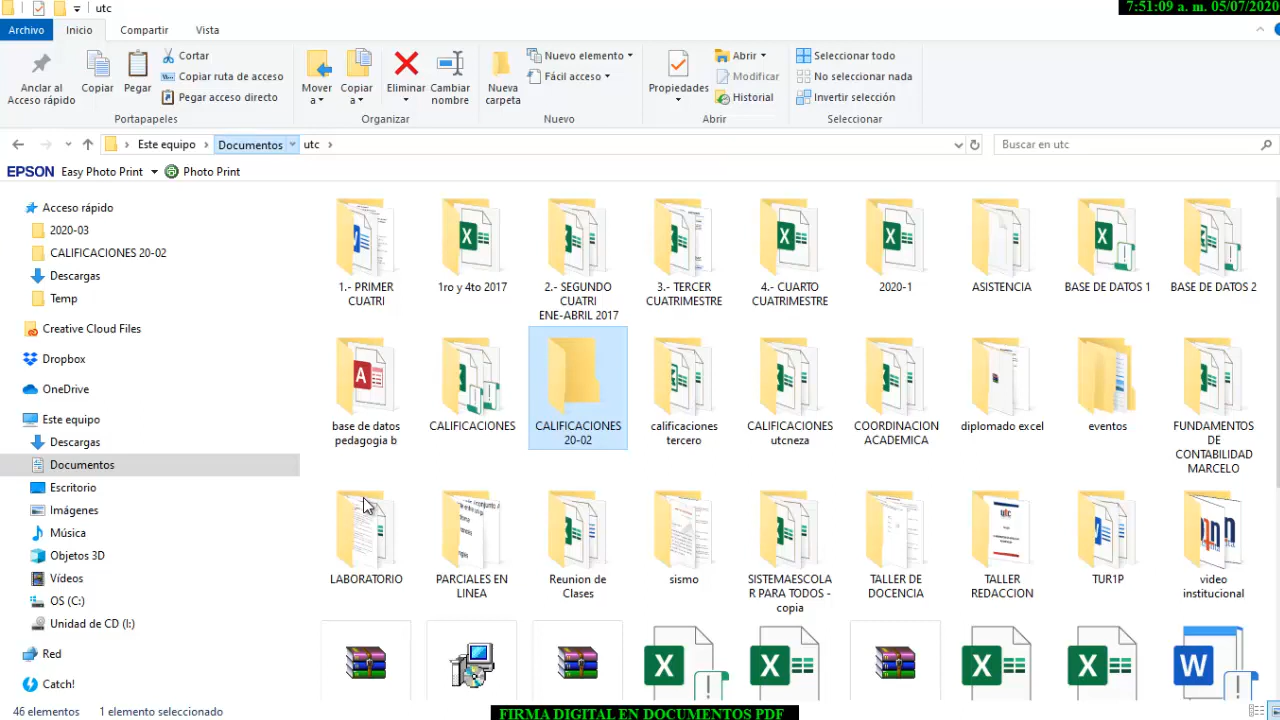 utc
7:51:09 a. m. 05/07/2020
Archivo
Inicio
Compartir
Vista
Anclar al
Acceso rápido
Copiar
Pegar
Cortar
Copiar ruta de acceso
Pegar acceso directo
Portapapeles
Mover
a
Copiar
a
Eliminar
Cambiar
nombre
Organizar
Nueva
carpeta
Nuevo elemento
Fácil acceso
Nuevo
Propiedades
Abrir
Modificar
Historial
Abrir
Seleccionar todo
No seleccionar nada
Invertir selección
Seleccionar
Este equipo
Documentos
utc
Buscar en utc
EPSON Easy Photo Print
Photo Print
Acceso rápido
2020-03
CALIFICACIONES 20-02
Descargas
Temp
Creative Cloud Files
Dropbox
OneDrive
Este equipo
Descargas
Documentos
Escritorio
Imágenes
Música
Objetos 3D
Vídeos
OS (C:)
Unidad de CD (I:)
Red
Catch!
1.- PRIMER
CUATRI
1ro y 4to 2017
2.- SEGUNDO
CUATRI
ENE-ABRIL 2017
3.- TERCER
CUATRIMESTRE
4.- CUARTO
CUATRIMESTRE
2020-1
ASISTENCIA
BASE DE DATOS 1
BASE DE DATOS 2
base de datos
pedagogia b
CALIFICACIONES
CALIFICACIONES
20-02
calificaciones
tercero
CALIFICACIONES
utcneza
COORDINACION
ACADEMICA
diplomado excel
eventos
FUNDAMENTOS
DE
CONTABILIDAD
MARCELO
LABORATORIO
PARCIALES EN
LINEA
Reunion de
Clases
sismo
SISTEMAESCOLA
R PARA TODOS -
copia
TALLER DE
DOCENCIA
TALLER
REDACCION
TUR1P
video
institucional
46 elementos
1 elemento seleccionado
FIRMA DIGITAL EN DOCUMENTOS PDF